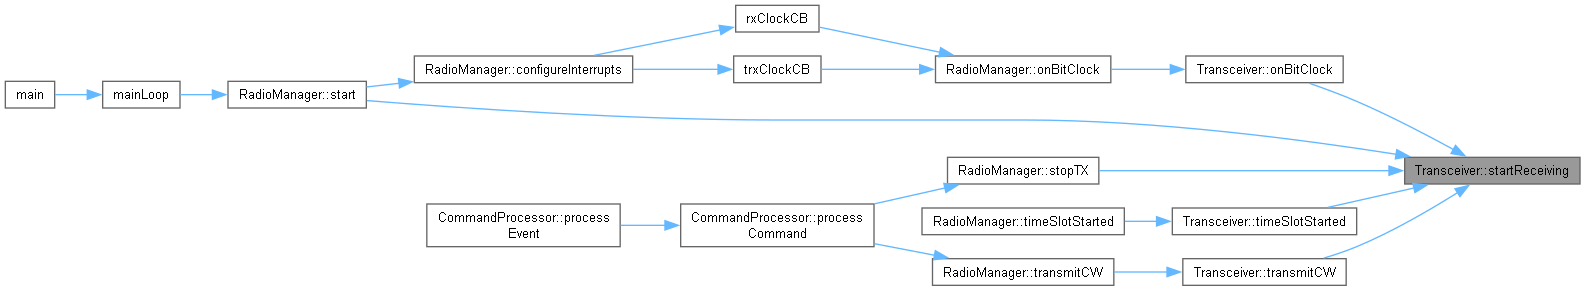 rxClockCB
RadioManager::configureInterrupts
trxClockCB
RadioManager::onBitClock
Transceiver::onBitClock
main
mainLoop
RadioManager::start
Transceiver::startReceiving
RadioManager::stopTX
CommandProcessor::process
Event
CommandProcessor::process
Command
RadioManager::timeSlotStarted
Transceiver::timeSlotStarted
RadioManager::transmitCW
Transceiver::transmitCW